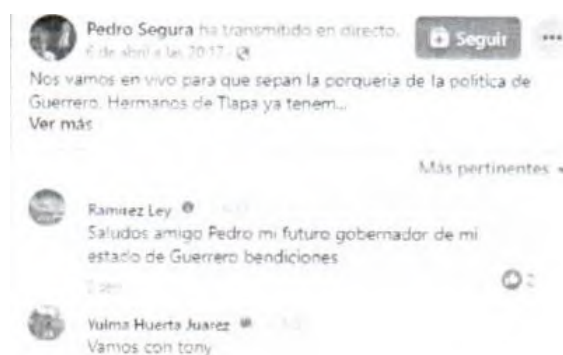 Pedro Segura ha transmitido en directo.
Seguir
6 de abril a las 20:17
Nos vamos en vivo para que sepan la porqueria de la politica de
Guerrero. Hermanos de Tlapa ya tenem...
Ver más
Más pertinentes
Ramirez Ley
Saludos amigo Pedro mi futuro gobernador de mi
estado de Guerrero bendiciones
2
Yulma Huerta Juarez
Vamos con tony